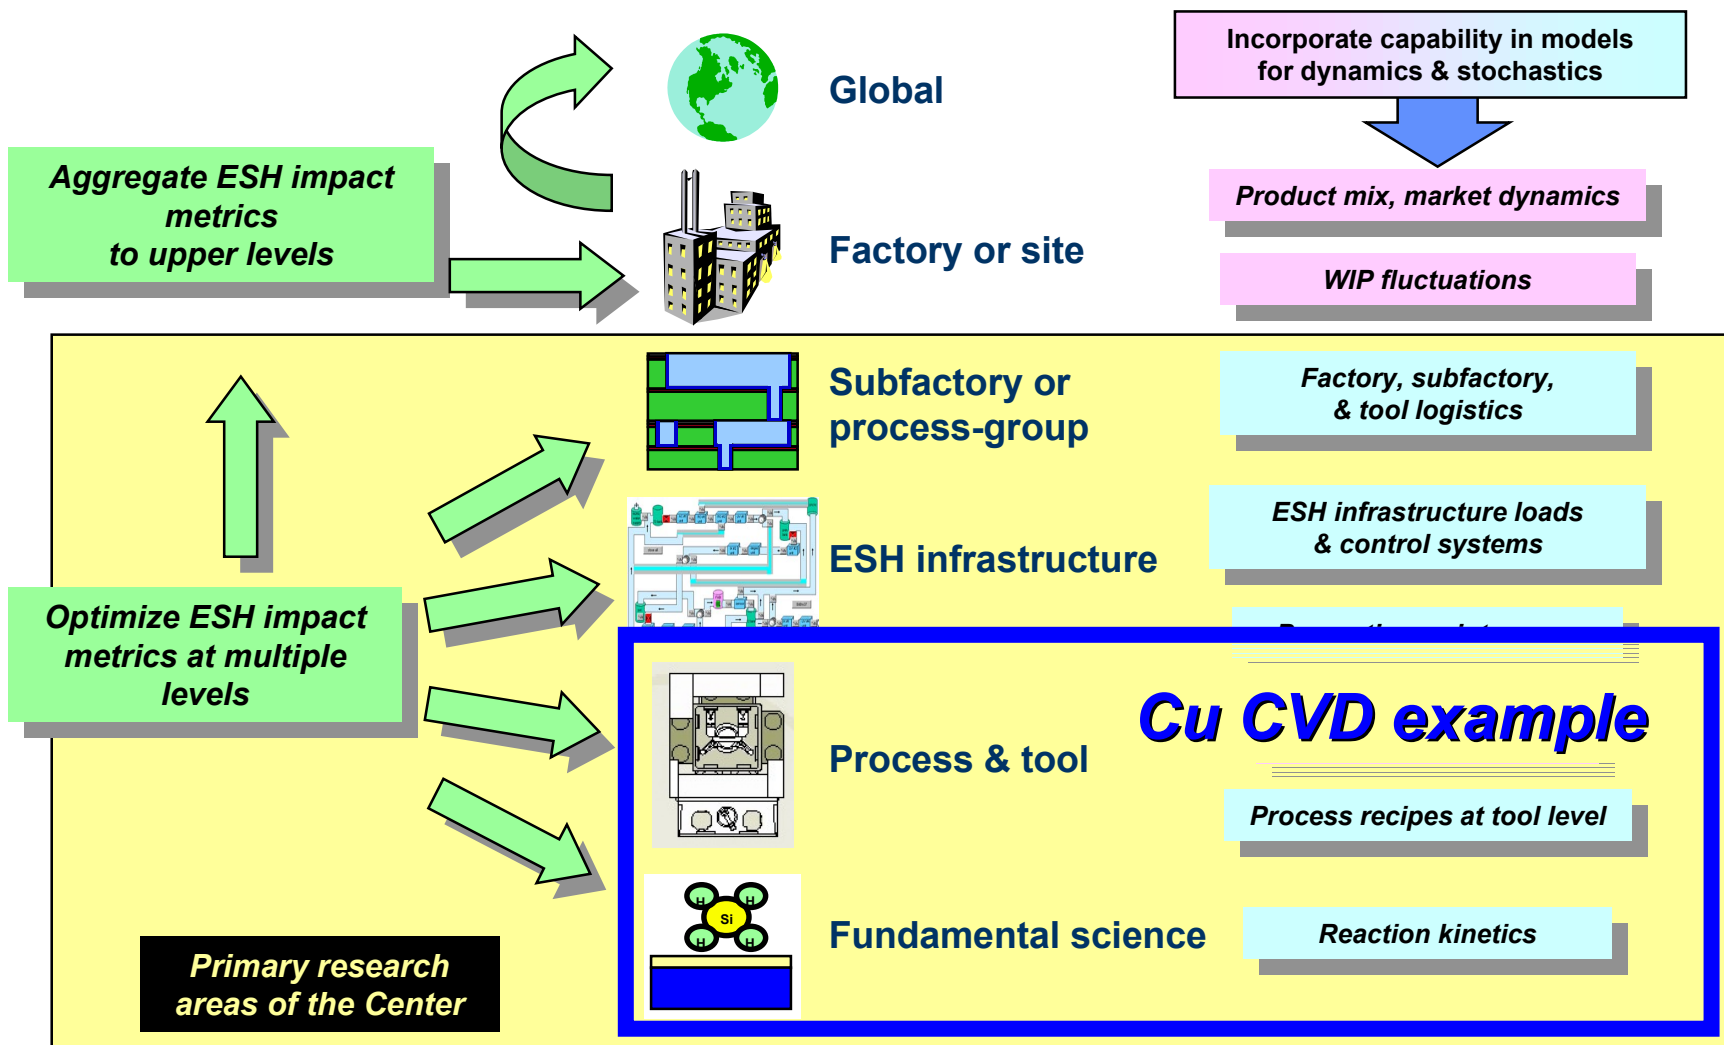 Incorporate capability in models
for dynamics & stochastics
Global
Aggregate ESH impact
metrics
to upper levels
Product mix, market dynamics
Factory or site
WIP fluctuations
Subfactory or
process-group
Factory, subfactory,
& tool logistics
ESH infrastructure
ESH infrastructure loads
& control systems
Optimize ESH impact
metrics at multiple
levels
Cu CVD example
Process & tool
Process recipes at tool level
H H
Si
H H
Fundamental science
Reaction kinetics
Primary research
areas of the Center